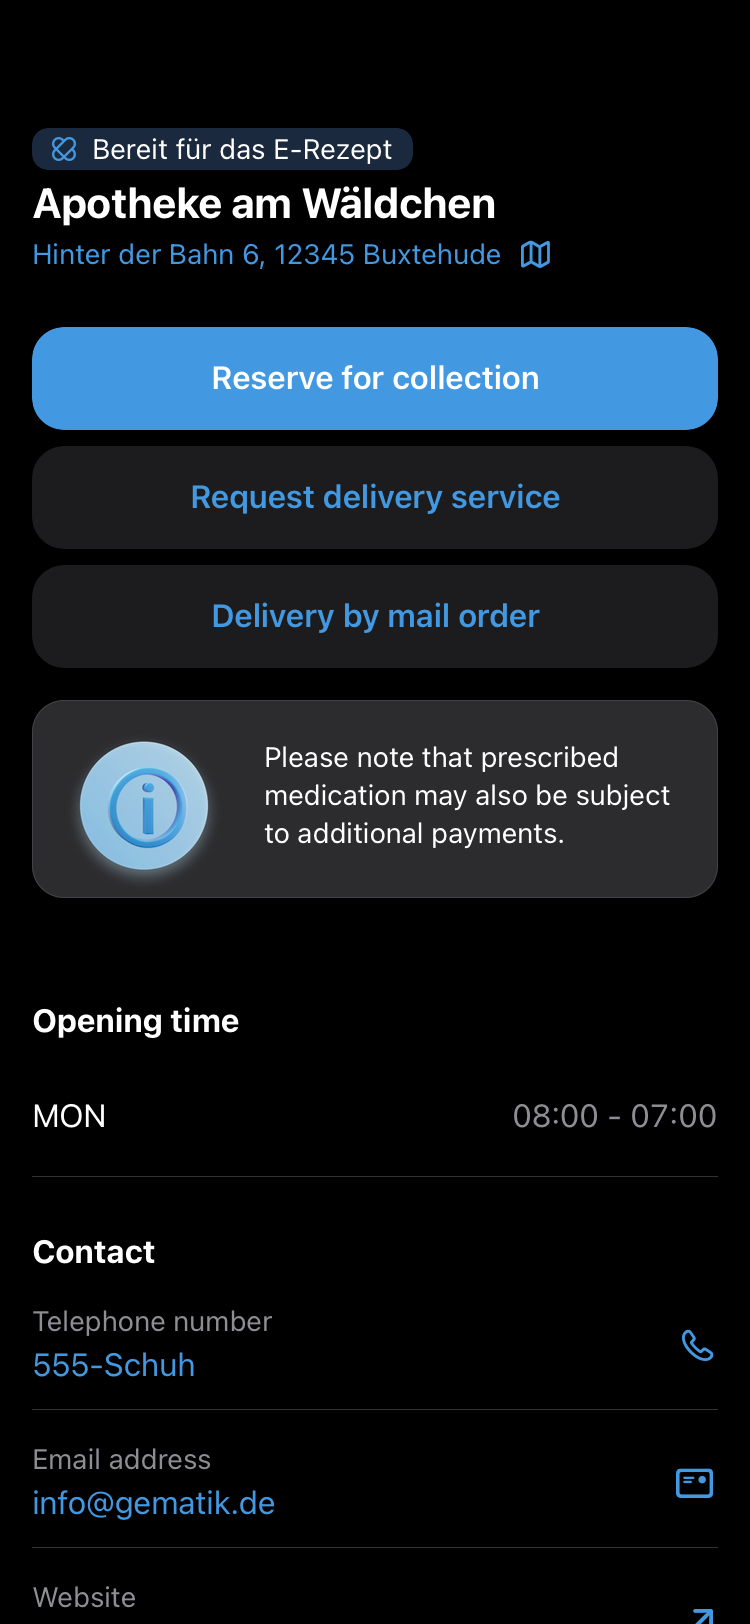 Bereit für das E-Rezept
Apotheke am Wäldchen
Hinter der Bahn 6, 12345 Buxtehude
Reserve for collection
Request delivery service
Delivery by mail order
Please note that prescribed
medication may also be subject
to additional payments.
Opening time
MON 08:00 - 07:00
Contact
Telephone number
555-Schuh
Email address
info@gematik.de
Website